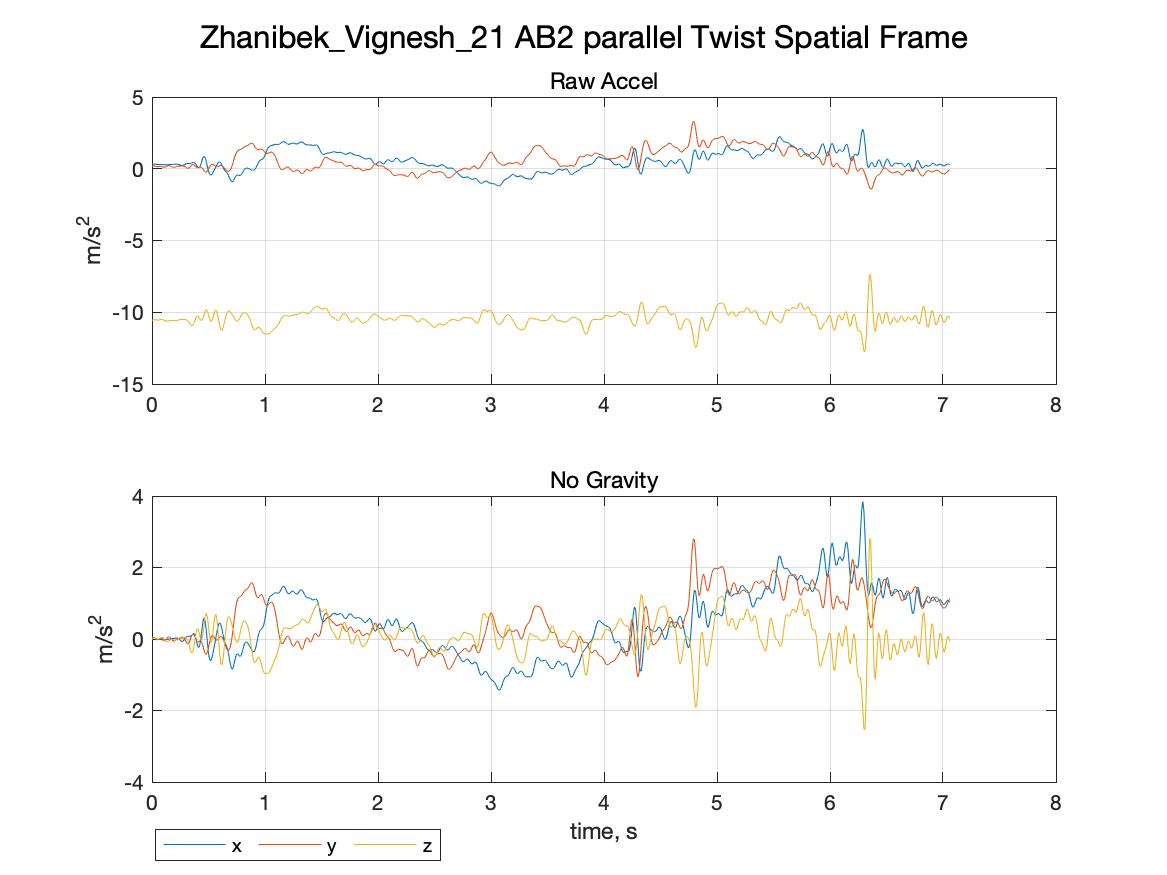 Zhanibek_Vignesh_21 AB2 parallel Twist Spatial Frame
Raw Accel
5
0
-5
-10
-15
m/s²
0 1 2 3 4 5 6 7 8
No Gravity
4
2
0
-2
-4
m/s²
0 1 2 3 4 5 6 7 8
time, s
x y z